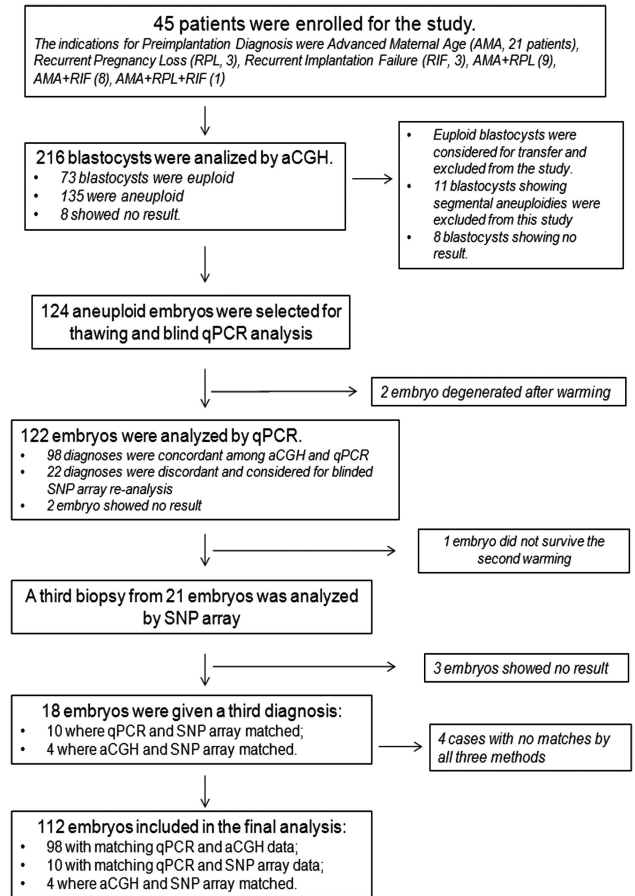 45 patients were enrolled for the study.
The indications for Preimplantation Diagnosis were Advanced Maternal Age (AMA, 21 patients),
Recurrent Pregnancy Loss (RPL, 3), Recurrent Implantation Failure (RIF, 3), AMA+RPL (9),
AMA+RIF (8), AMA+RPL+RIF (1)
216 blastocysts were analized by aCGH.
• 73 blastocysts were euploid
• 135 were aneuploid
• 8 showed no result.
• Euploid blastocysts were
considered for transfer and
excluded from the study.
• 11 blastocysts showing
segmental aneuploidies were
excluded from this study
• 8 blastocysts showing no
result.
124 aneuploid embryos were selected for
thawing and blind qPCR analysis
2 embryo degenerated after warming
122 embryos were analyzed by qPCR.
• 98 diagnoses were concordant among aCGH and qPCR
• 22 diagnoses were discordant and considered for blinded
SNP array re-analysis
• 2 embryo showed no result
1 embryo did not survive the
second warming
A third biopsy from 21 embryos was analyzed
by SNP array
3 embryos showed no result
18 embryos were given a third diagnosis:
• 10 where qPCR and SNP array matched;
• 4 where aCGH and SNP array matched.
4 cases with no matches by
all three methods
112 embryos included in the final analysis:
• 98 with matching qPCR and aCGH data;
• 10 with matching qPCR and SNP array data;
• 4 where aCGH and SNP array matched.